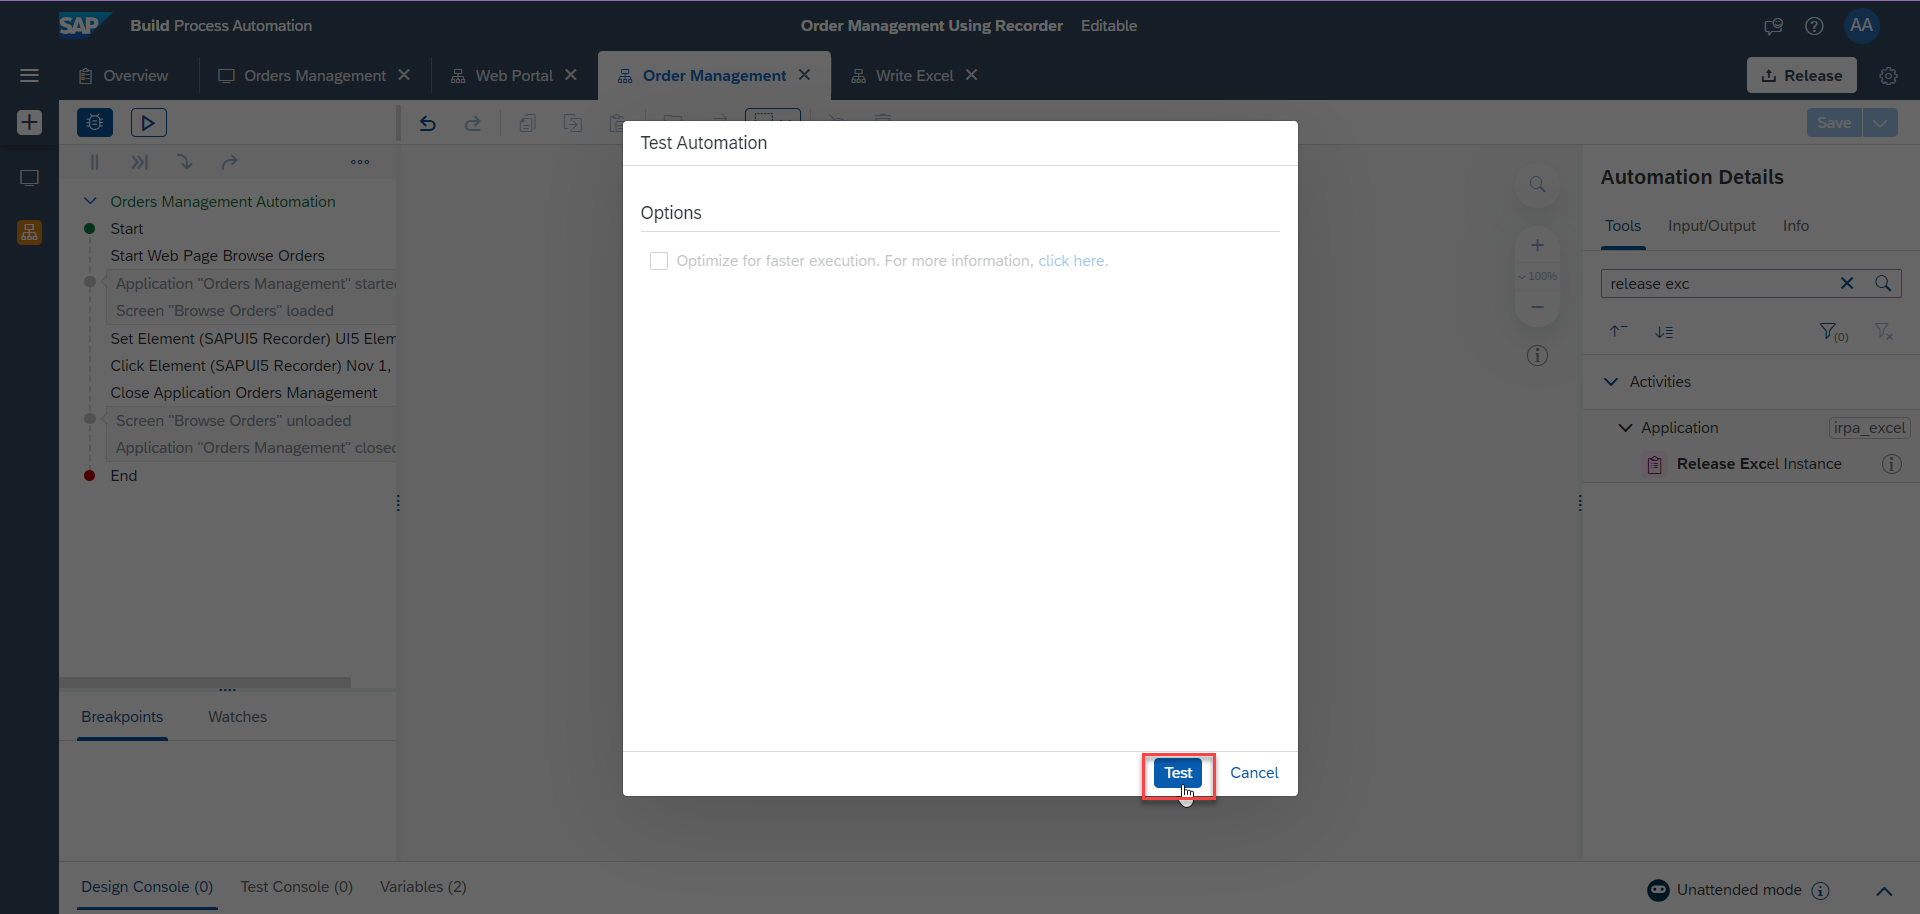 SAP Build Process Automation
Order Management Using Recorder Editable
AA
Overview
Orders Management
Web Portal
Order Management
Write Excel
Release
Save
Orders Management Automation
Start
Start Web Page Browse Orders
Application "Orders Management" starte
Screen "Browse Orders" loaded
Set Element (SAPUI5 Recorder) UI5 Elem
Click Element (SAPUI5 Recorder) Nov 1,
Close Application Orders Management
Screen "Browse Orders" unloaded
Application "Orders Management" closed
End
Breakpoints
Watches
Test Automation
Options
Optimize for faster execution. For more information, click here.
Test
Cancel
100%
Automation Details
Tools
Input/Output
Info
release exc
(0)
Activities
Application
irpa_excel
Release Excel Instance
Design Console (0)
Test Console (0)
Variables (2)
Unattended mode